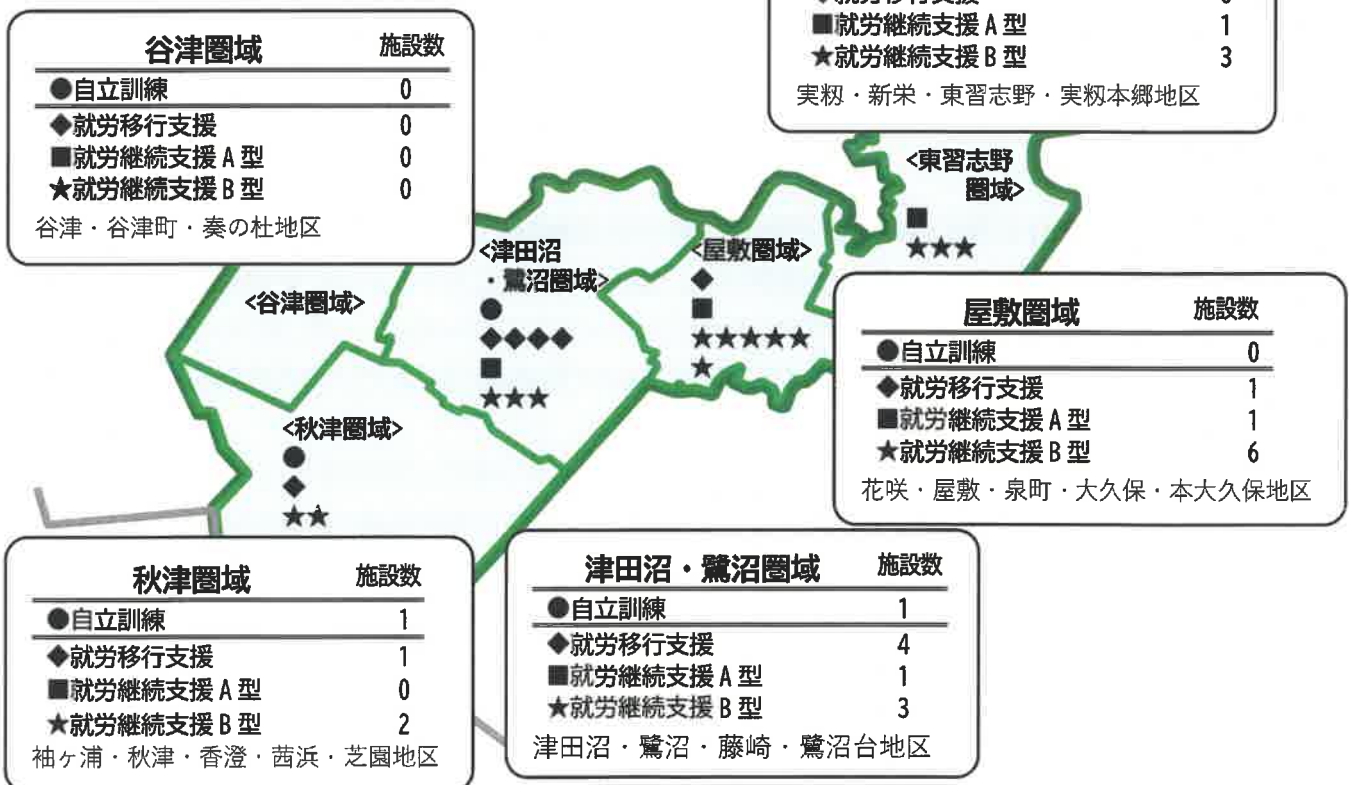 ■就労継続支援A型 1
★就労継続支援B型 3
実籾・新栄・東習志野・実籾本郷地区
谷津圏域 施設数
●自立訓練 0
◆就労移行支援 0
■就労継続支援A型 0
★就労継続支援B型 0
谷津・谷津町・奏の杜地区
<東習志野
圏域>
■
★★★
<津田沼
・鷺沼圏域>
●
◆◆◆◆
■
★★★
<屋敷圏域>
◆
■
★★★★★
★
<谷津圏域>
<秋津圏域>
●
◆
★★
屋敷圏域 施設数
●自立訓練 0
◆就労移行支援 1
■就労継続支援A型 1
★就労継続支援B型 6
花咲・屋敷・泉町・大久保・本大久保地区
秋津圏域 施設数
●自立訓練 1
◆就労移行支援 1
■就労継続支援A型 0
★就労継続支援B型 2
袖ヶ浦・秋津・香澄・茜浜・芝園地区
津田沼・鷺沼圏域 施設数
●自立訓練 1
◆就労移行支援 4
■就労継続支援A型 1
★就労継続支援B型 3
津田沼・鷺沼・藤崎・鷺沼台地区